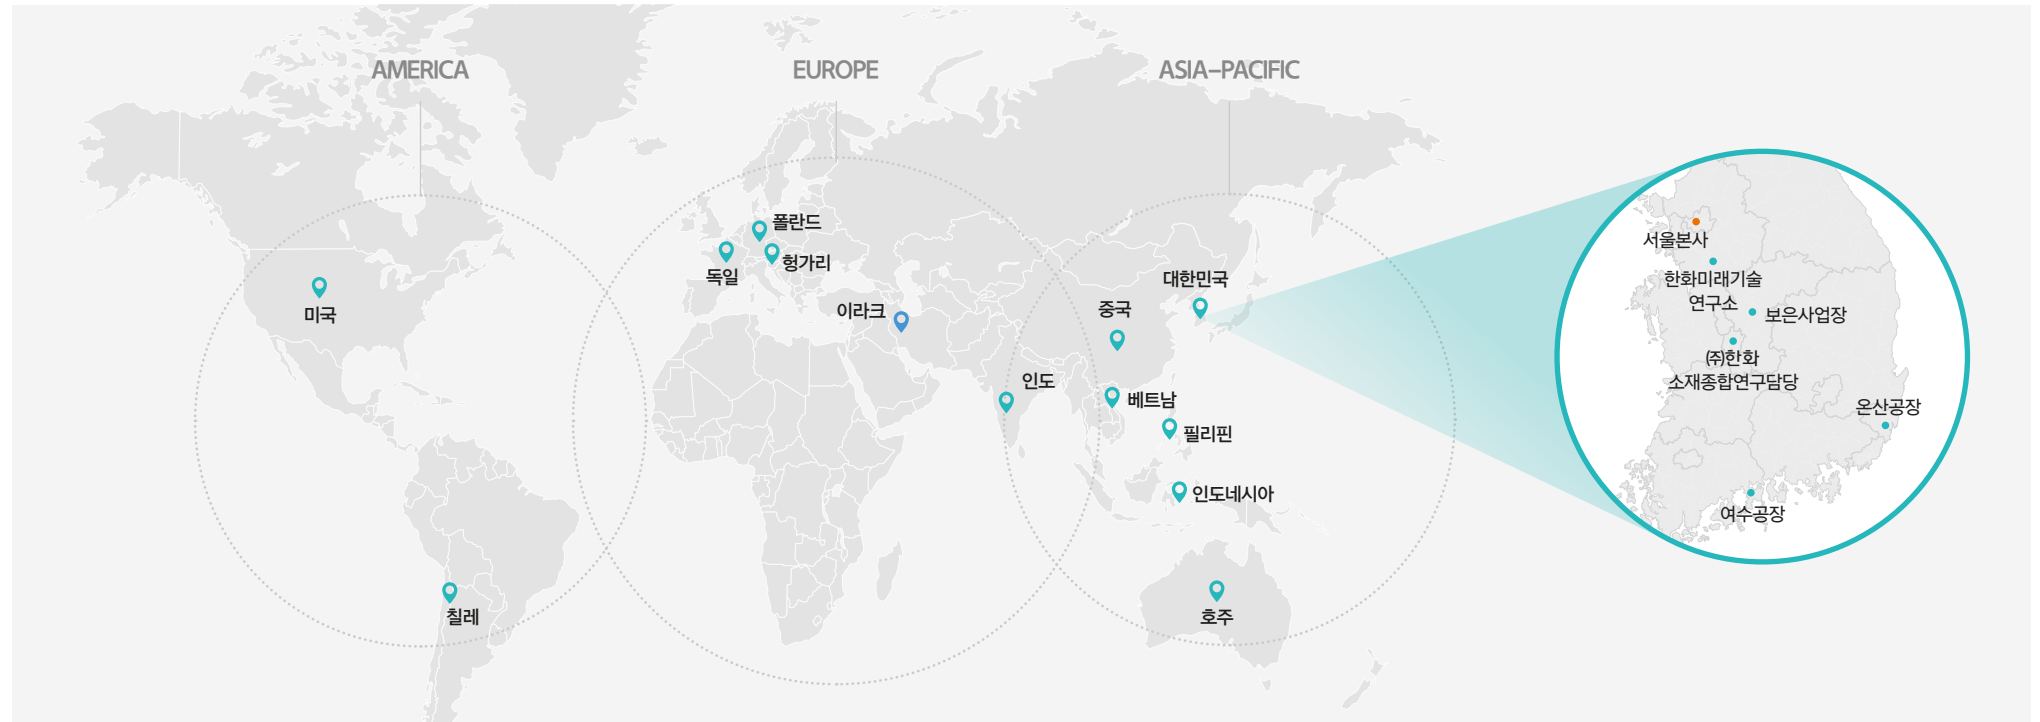 AMERICA
EUROPE
ASIA–PACIFIC
폴란드
헝가리
독일
미국
이라크
대한민국
중국
인도
베트남
필리핀
인도네시아
칠레
호주
서울본사
한화미래기술
연구소
보은사업장
㈜한화
소재종합연구담당
온산공장
여수공장